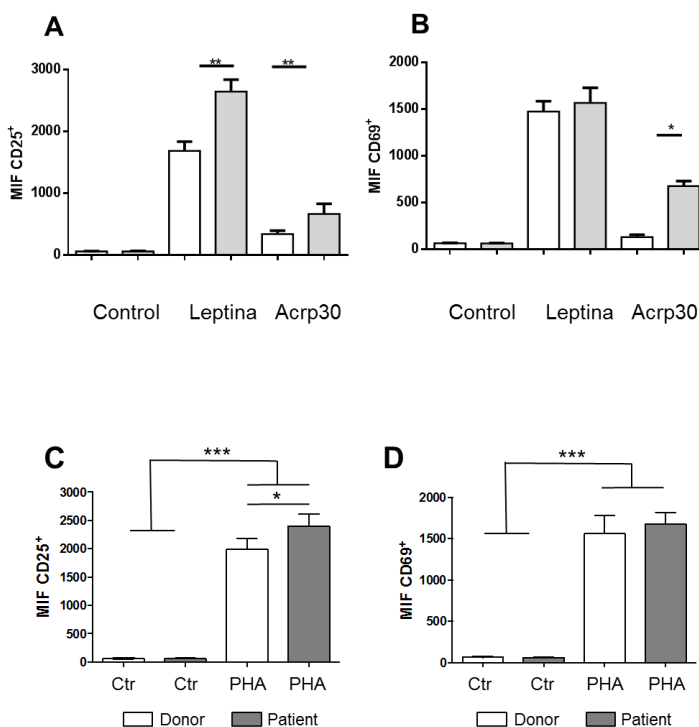 A
B
**
**
*
3000
2000
1000
0
MIF CD25+
2000
1500
1000
500
0
MIF CD69+
Control Leptina Acrp30
Control Leptina Acrp30
C
D
***
*
***
3000
2500
2000
1500
1000
500
0
MIF CD25+
2000
1500
1000
500
0
MIF CD69+
Ctr Ctr PHA PHA
Ctr Ctr PHA PHA
Donor Patient
Donor Patient